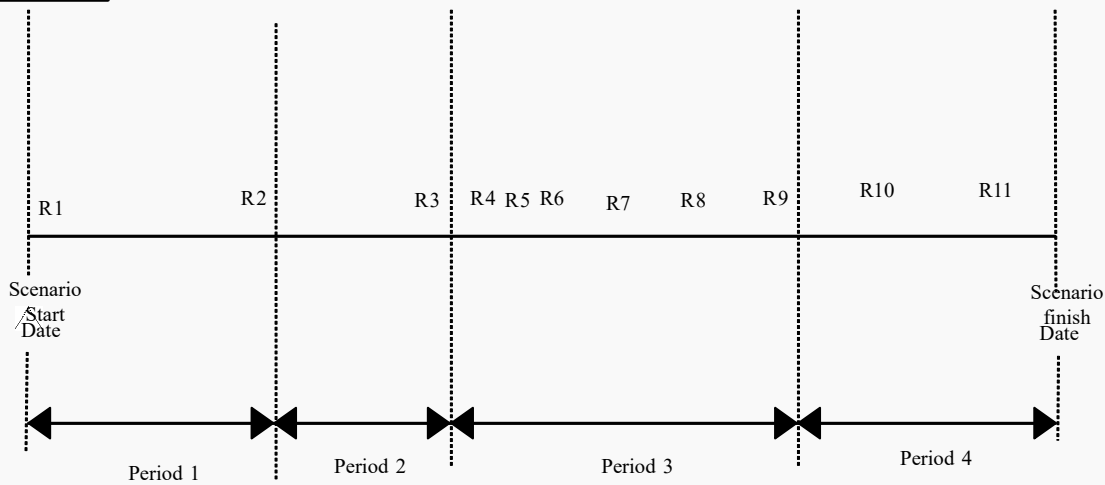 R1
R2
R3
R4
R5
R6
R7
R8
R9
R10
R11
Scenario
Start
Date
Scenario
finish
Date
Period 1
Period 2
Period 3
Period 4